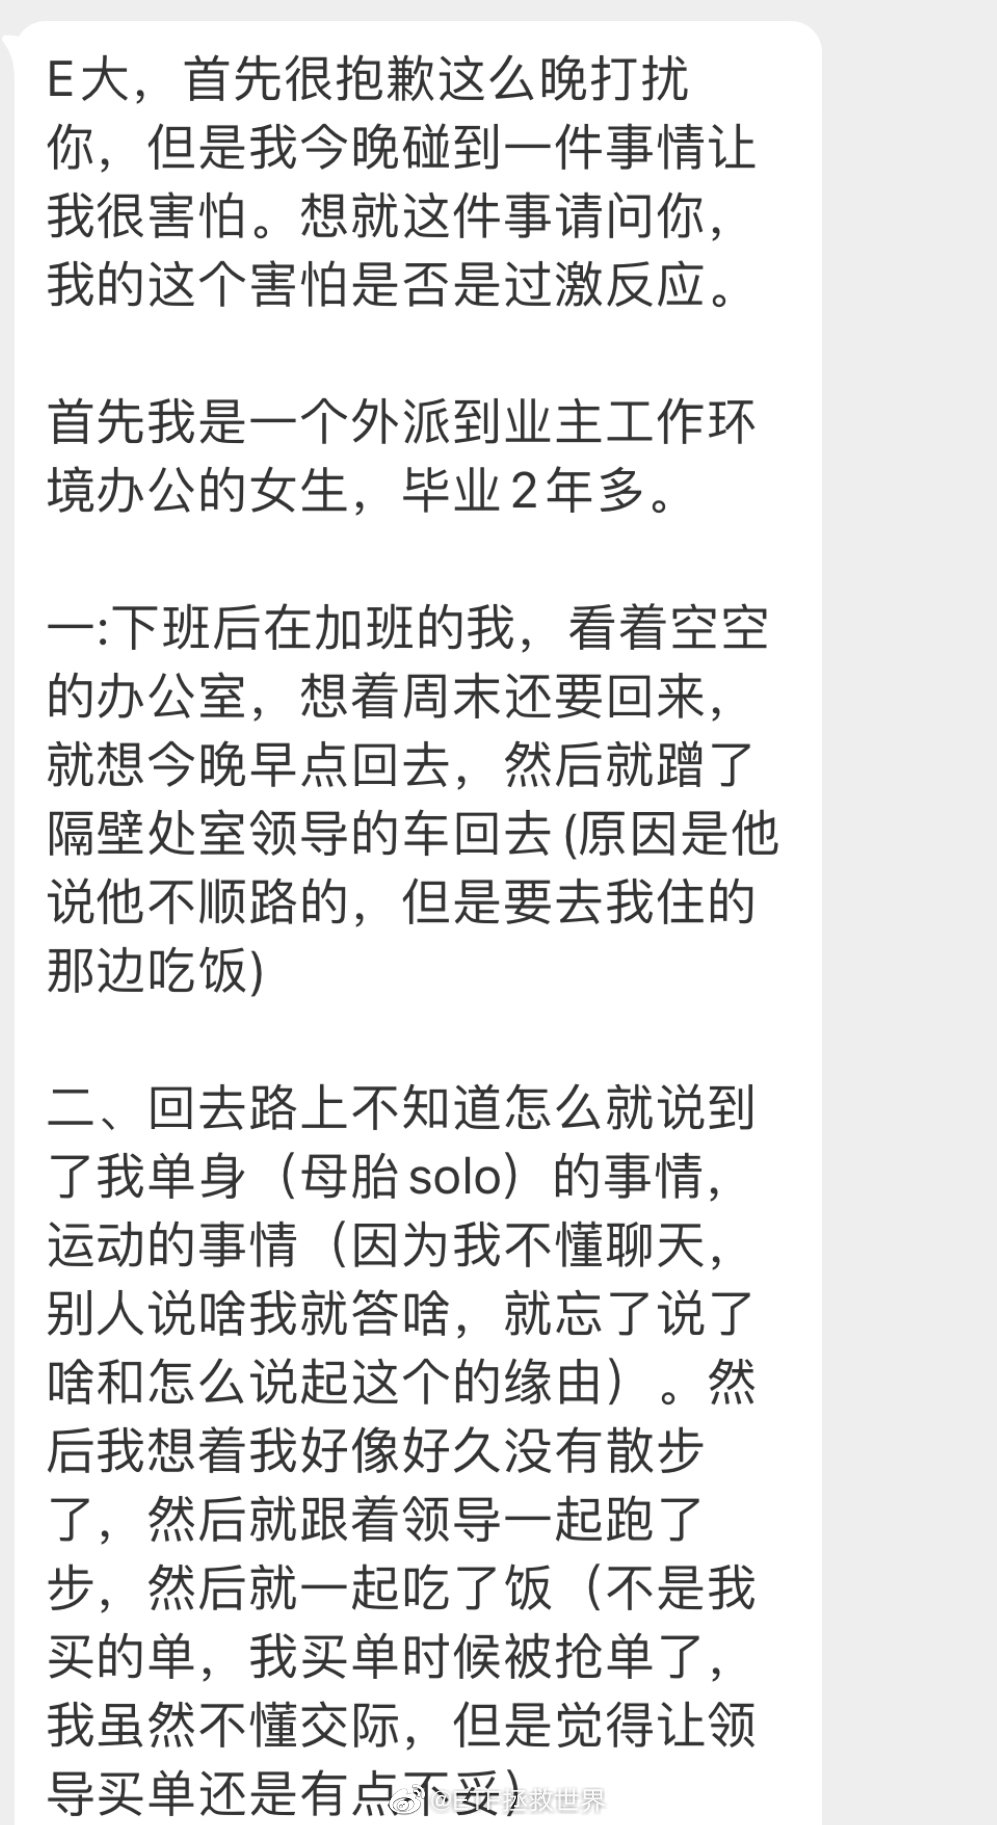 E大，首先很抱歉这么晚打扰
你，但是我今晚碰到一件事情让
我很害怕。想就这件事请问你，
我的这个害怕是否是过激反应。
首先我是一个外派到业主工作环
境办公的女生，毕业2年多。
一:下班后在加班的我，看着空空
的办公室，想着周末还要回来，
就想今晚早点回去，然后就蹭了
隔壁处室领导的车回去(原因是他
说他不顺路的，但是要去我住的
那边吃饭)
二、回去路上不知道怎么就说到
了我单身（母胎solo）的事情，
运动的事情（因为我不懂聊天，
别人说啥我就答啥，就忘了说了
啥和怎么说起这个的缘由）。然
后我想着我好像好久没有散步
了，然后就跟着领导一起跑了
步，然后就一起吃了饭（不是我
买的单，我买单时候被抢单了，
我虽然不懂交际，但是觉得让领
导买单还是有点不妥）
@ETF拯救世界